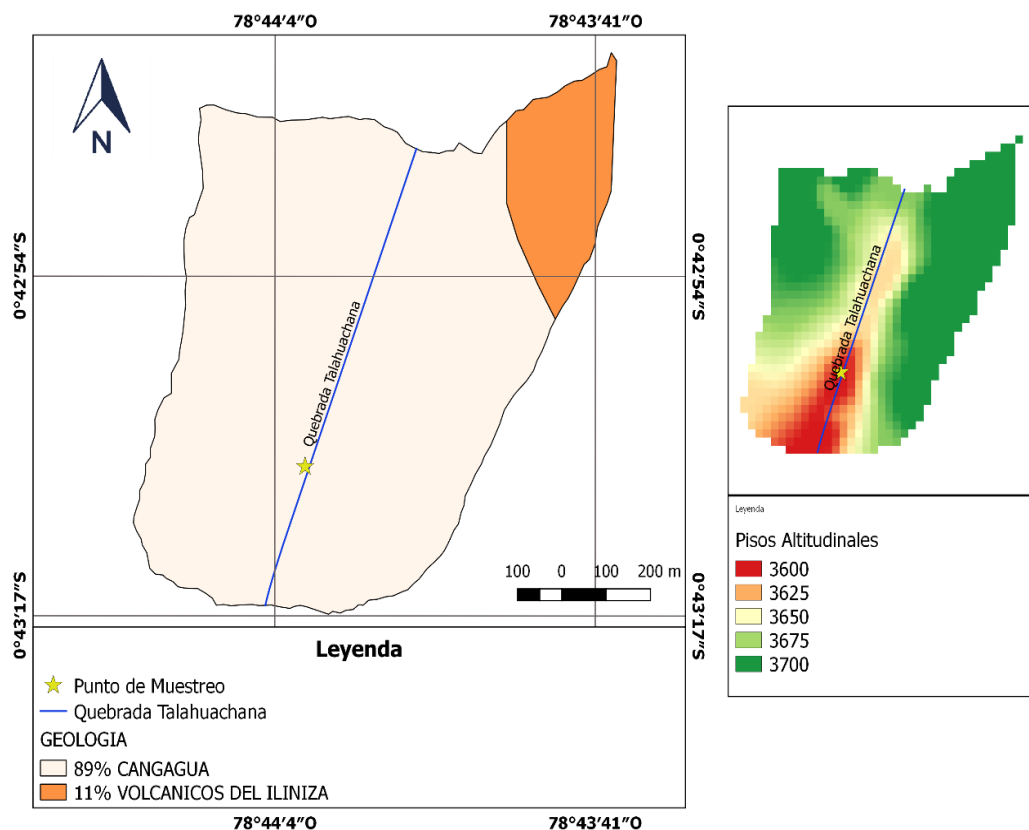 78°44′4″O
78°43′41″O
N
0°42′54″S
0°42′54″S
Quebrada Talahuachana
100 0 100 200 m
0°43′17″S
0°43′17″S
Leyenda
Punto de Muestreo
Quebrada Talahuachana
GEOLOGIA
89% CANGAGUA
11% VOLCANICOS DEL ILINIZA
78°44′4″O
78°43′41″O
Quebrada Talahuachana
Leyenda
Pisos Altitudinales
3600
3625
3650
3675
3700